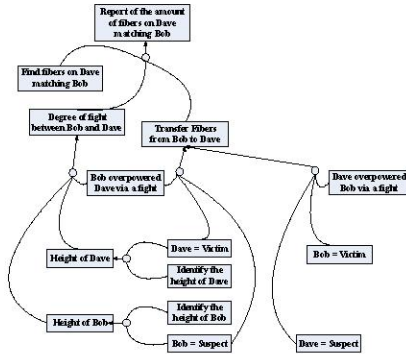 Report of the amount
of fibers on Dave
matching Bob
Find fibers on Dave
matching Bob
Degree of fight
between Bob and Dave
Transfer Fibers
from Bob to Dave
Bob overpowered
Dave via a fight
Dave overpowered
Bob via a fight
Height of Dave
Dave = Victim
Bob = Victim
Identify the
height of Dave
Identify the
height of Bob
Height of Bob
Bob = Suspect
Dave = Suspect